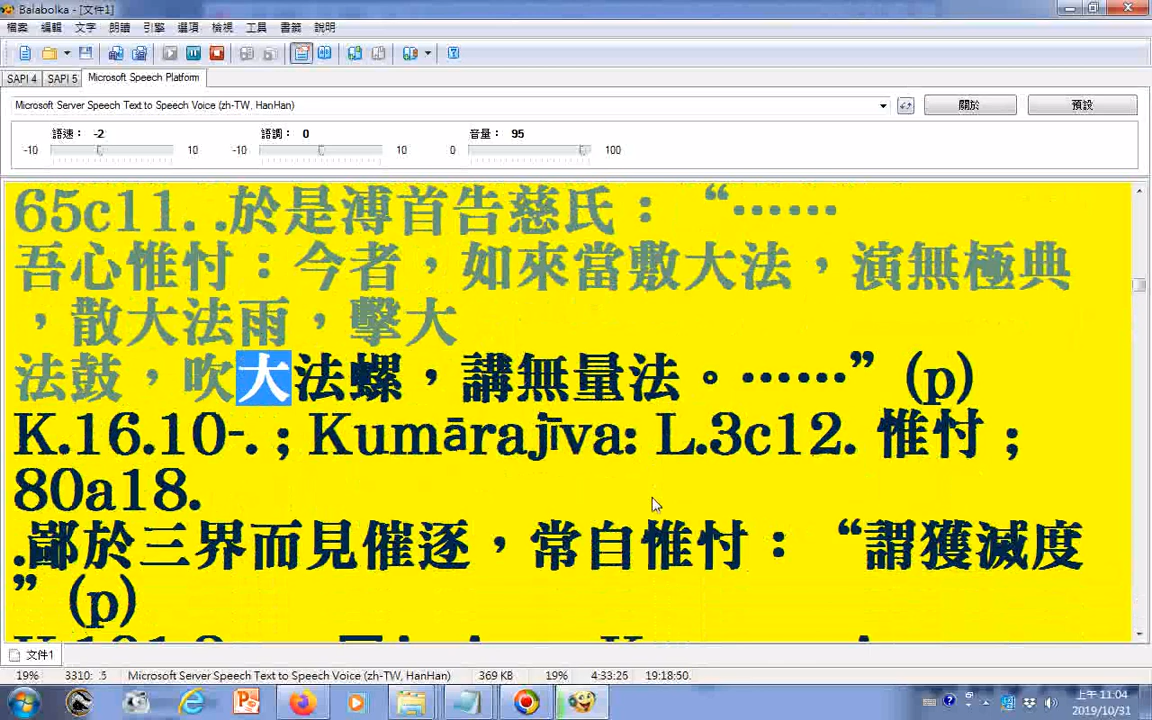 Balabolka - [文件1]
檔案 編輯 文字 朗讀 引擎 選項 檢視 工具 書籤 說明
SAPI 4 SAPI 5 Microsoft Speech Platform
Microsoft Server Speech Text to Speech Voice (zh-TW, HanHan) 關於 預設
語速： -2 語調： 0 音量： 95
-10 10 -10 10 0 100
65c11. .於是溥首告慈氏：“……
吾心惟忖：今者，如來當敷大法，演無極典
，散大法雨，擊大
法鼓，吹大法螺，講無量法。……”(p)
K.16.10-. ; Kumārajīva: L.3c12. 惟忖；
80a18.
.鄙於三界而見催逐，常自惟忖：“謂獲滅度
”(p)
文件1
19% 3310: .5 Microsoft Server Speech Text to Speech Voice (zh-TW, HanHan) 369 KB 19% 4:33:25 19:18:50.
上午 11:04
2019/10/31